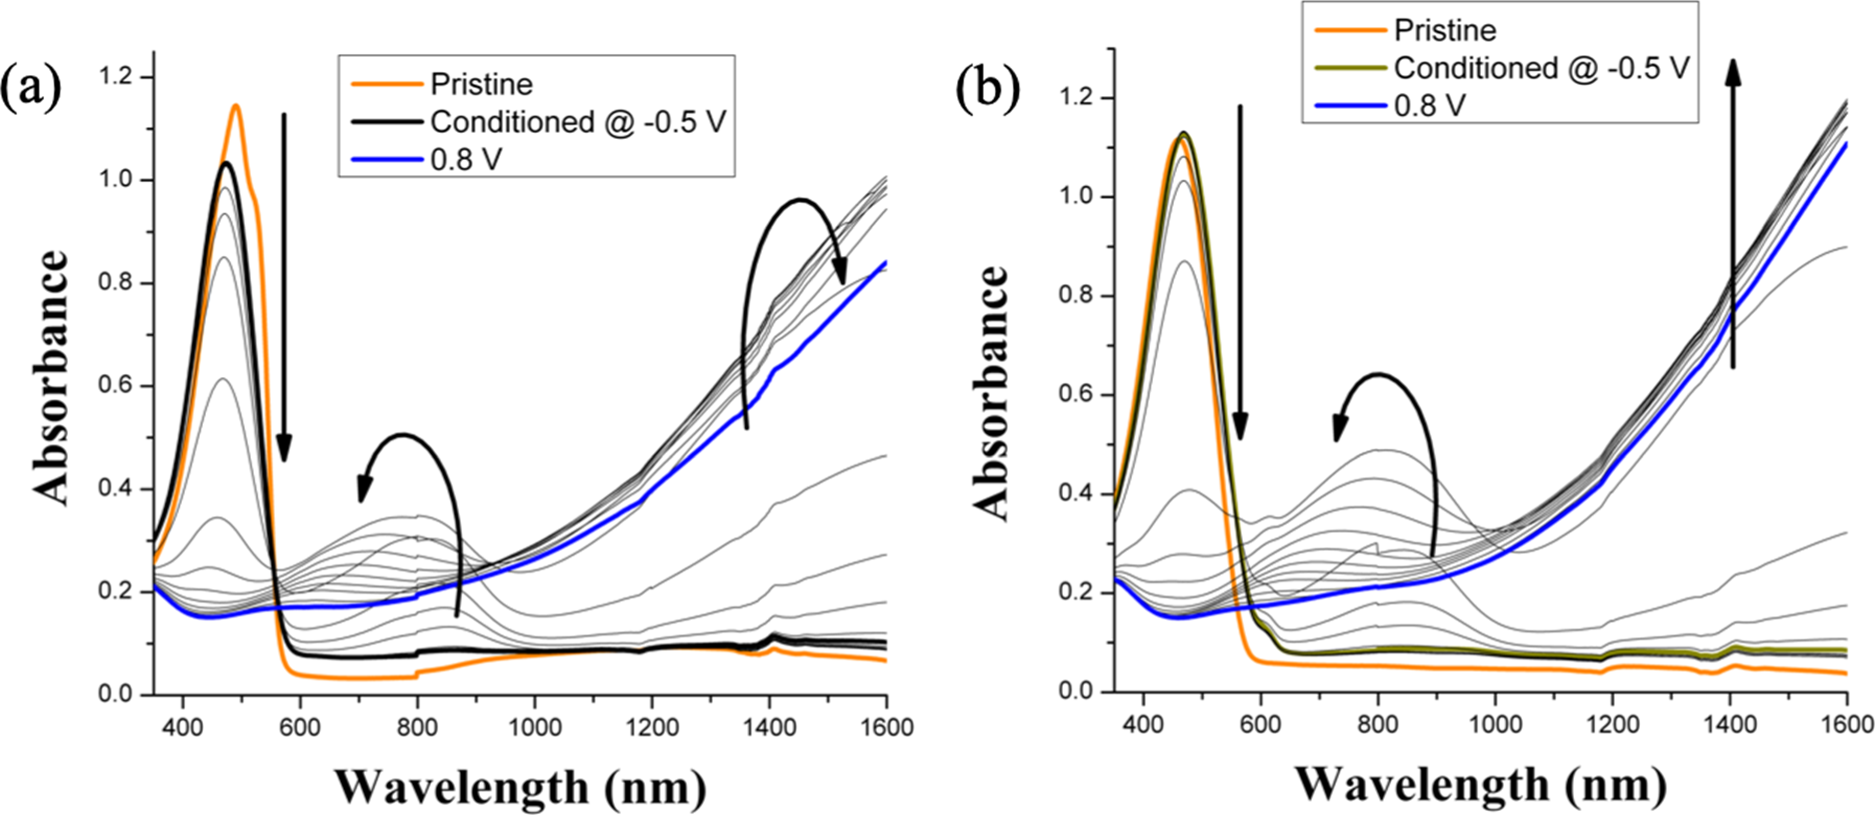 (a)
Pristine
Conditioned @ -0.5 V
0.8 V
1.2
1.0
0.8
0.6
0.4
0.2
0.0
400 600 800 1000 1200 1400 1600
Absorbance
Wavelength (nm)
(b)
Pristine
Conditioned @ -0.5 V
0.8 V
1.2
1.0
0.8
0.6
0.4
0.2
0.0
400 600 800 1000 1200 1400 1600
Absorbance
Wavelength (nm)